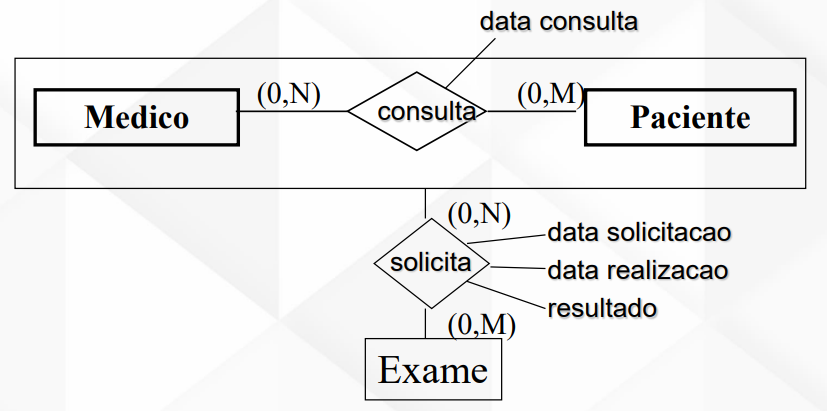 data consulta
Medico (0,N) consulta (0,M) Paciente
(0,N)
data solicitacao
solicita
data realizacao
resultado
(0,M)
Exame